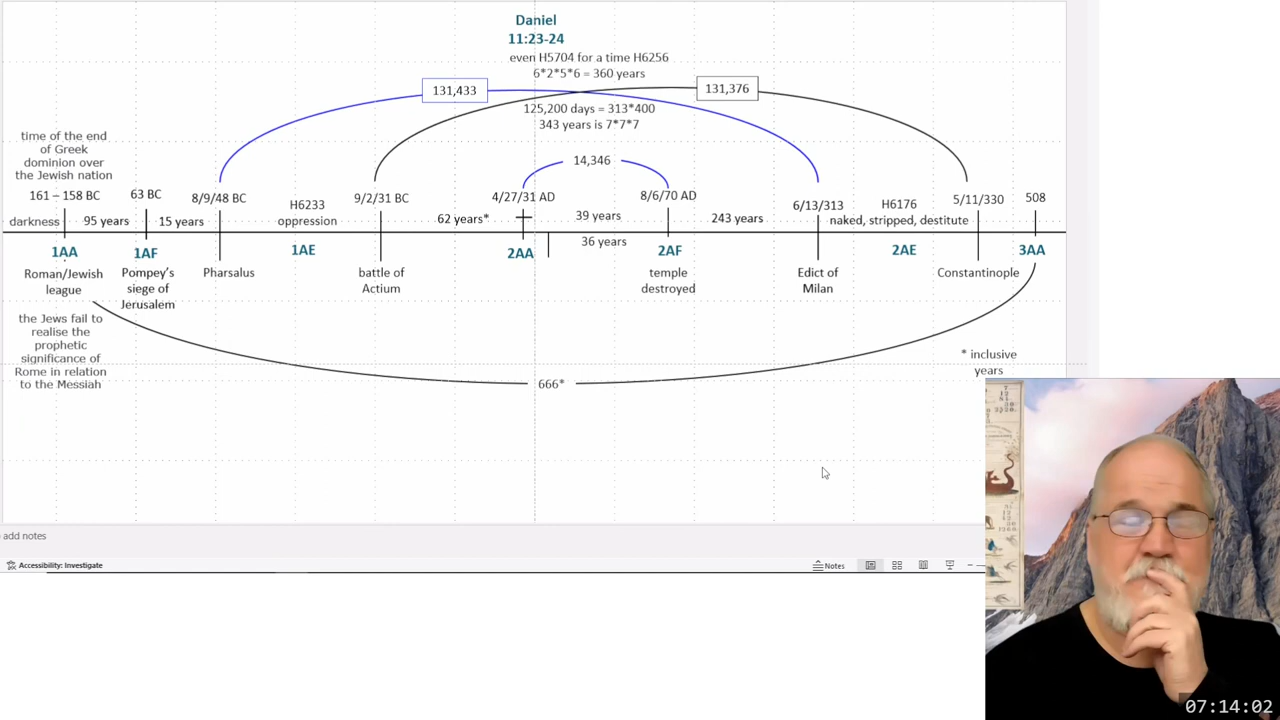 Daniel
11:23-24
even H5704 for a time H6256
6*2*5*6 = 360 years
131,433
131,376
125,200 days = 313*400
343 years is 7*7*7
14,346
time of the end
of Greek
dominion over
the Jewish nation
161 – 158 BC
63 BC
8/9/48 BC
9/2/31 BC
4/27/31 AD
8/6/70 AD
6/13/313
5/11/330
508
darkness
95 years
15 years
H6233
oppression
62 years*
39 years
243 years
H6176
naked, stripped, destitute
36 years
1AA
1AF
1AE
2AA
2AF
2AE
3AA
Roman/Jewish
league
Pompey's
siege of
Jerusalem
Pharsalus
battle of
Actium
temple
destroyed
Edict of
Milan
Constantinople
the Jews fail to
realise the
prophetic
significance of
Rome in relation
to the Messiah
666*
* inclusive
years
add notes
Accessibility: Investigate
Notes
07:14:02